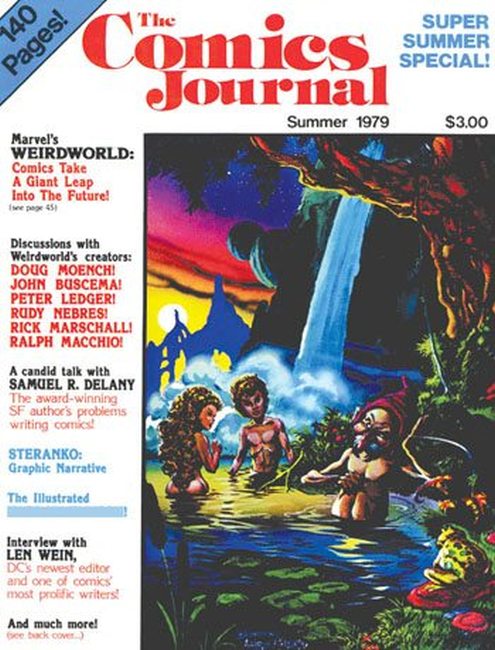 140
Pages!
The
Comics
Journal
SUPER
SUMMER
SPECIAL!
Summer 1979
$3.00
Marvel's
WEIRDWORLD:
Comics Take
A Giant Leap
Into The Future!
(see page 45)
Discussions with
Weirdworld's creators:
DOUG MOENCH!
JOHN BUSCEMA!
PETER LEDGER!
RUDY NEBRES!
RICK MARSCHALL!
RALPH MACCHIO!
A candid talk with
SAMUEL R. DELANY
The award-winning
SF author's problems
writing comics!
STERANKO:
Graphic Narrative
The Illustrated
!
Interview with
LEN WEIN,
DC's newest editor
and one of comics'
most prolific writers!
And much more!
(see back cover...)